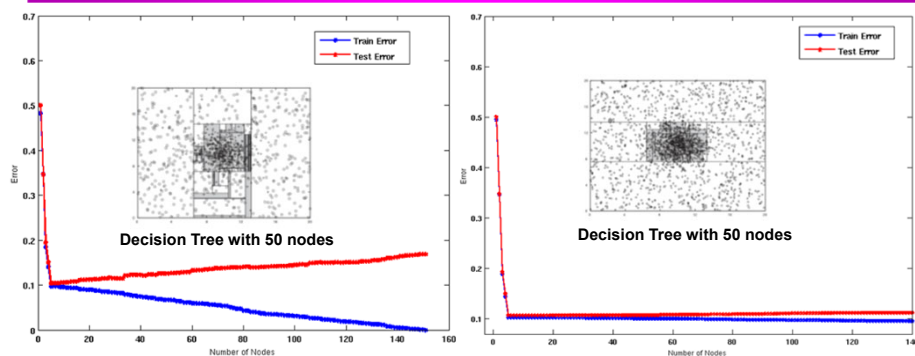 0.7
0.6
0.5
0.4
0.3
0.2
0.1
0
Error
Train Error
Test Error
Decision Tree with 50 nodes
0 20 40 60 80 100 120 140 160
Number of Nodes
0.7
0.6
0.5
0.4
0.3
0.2
0.1
Error
Train Error
Test Error
Decision Tree with 50 nodes
0 20 40 60 80 100 120 140
Number of Nodes